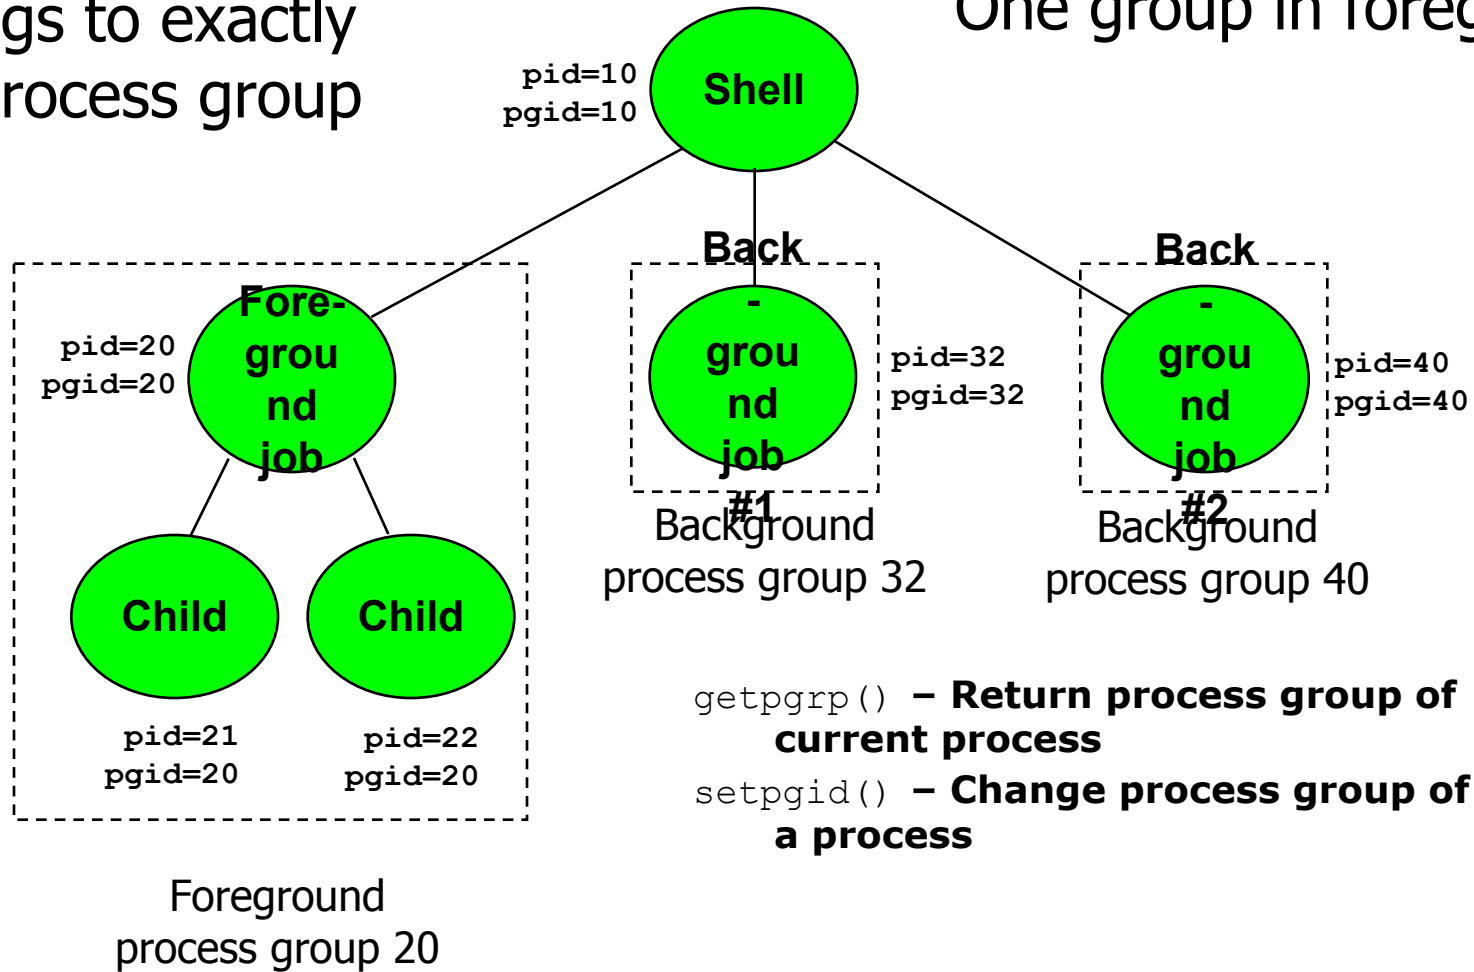 gs to exactly
rocess group
One group in foreg
pid=10
pgid=10
Shell
Fore-
grou
nd
job
pid=20
pgid=20
Back
-
grou
nd
job
#1
pid=32
pgid=32
Back
-
grou
nd
job
#2
pid=40
pgid=40
Background
process group 32
Background
process group 40
Child
Child
pid=21
pgid=20
pid=22
pgid=20
getpgrp() – Return process group of
current process
setpgid() – Change process group of
a process
Foreground
process group 20